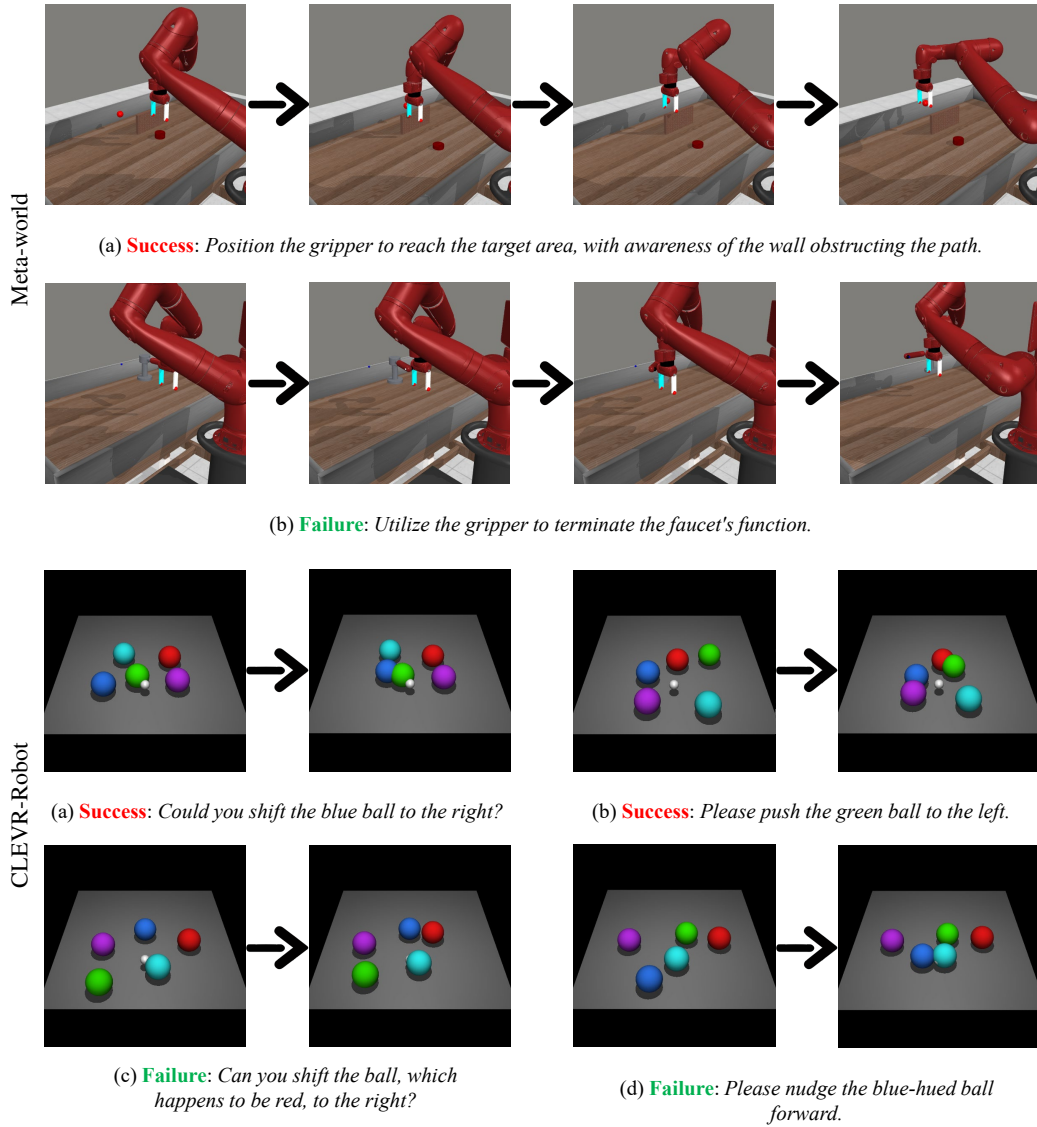 Meta-world
(a) Success: Position the gripper to reach the target area, with awareness of the wall obstructing the path.
(b) Failure: Utilize the gripper to terminate the faucet's function.
CLEVR-Robot
(a) Success: Could you shift the blue ball to the right?
(b) Success: Please push the green ball to the left.
(c) Failure: Can you shift the ball, which
happens to be red, to the right?
(d) Failure: Please nudge the blue-hued ball
forward.